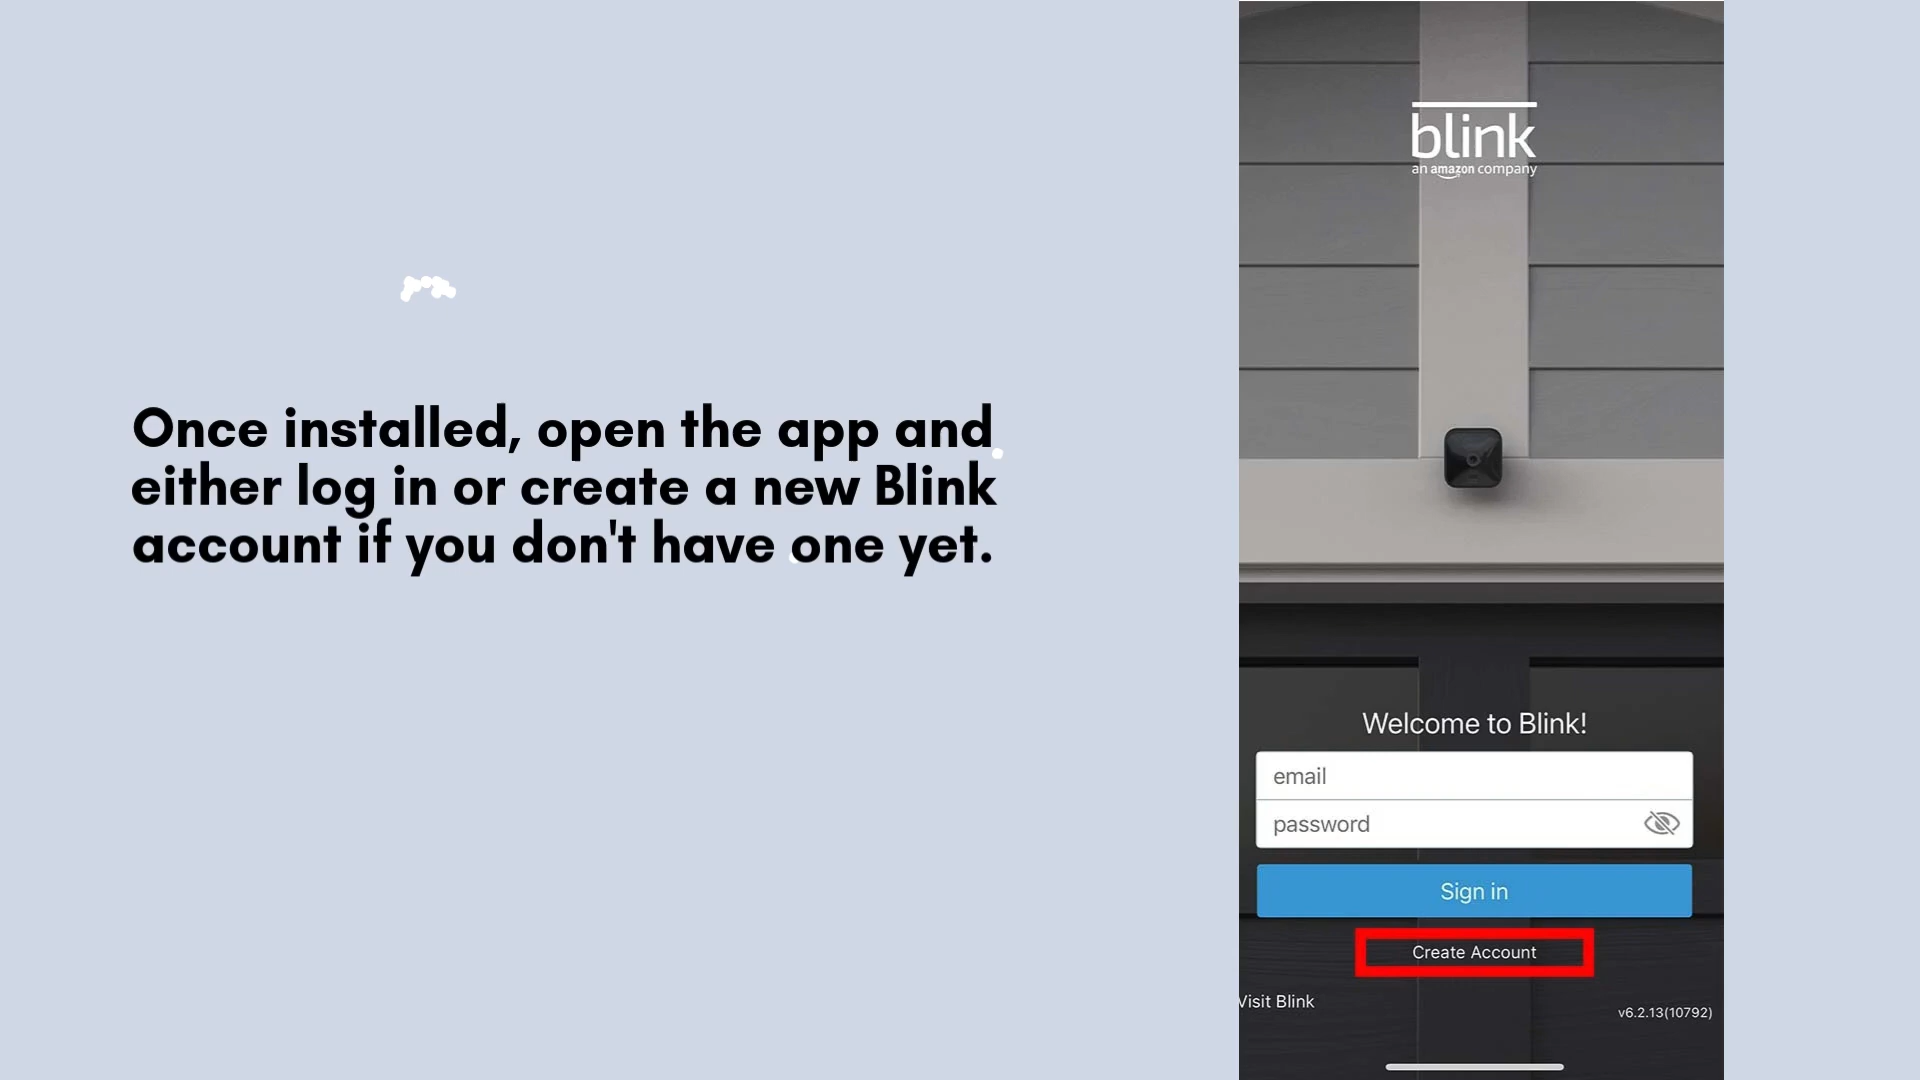 Once installed, open the app and
either log in or create a new Blink
account if you don't have one yet.
blink
an amazon company
Welcome to Blink!
email
password
Sign in
Create Account
Visit Blink
v6.2.13(10792)